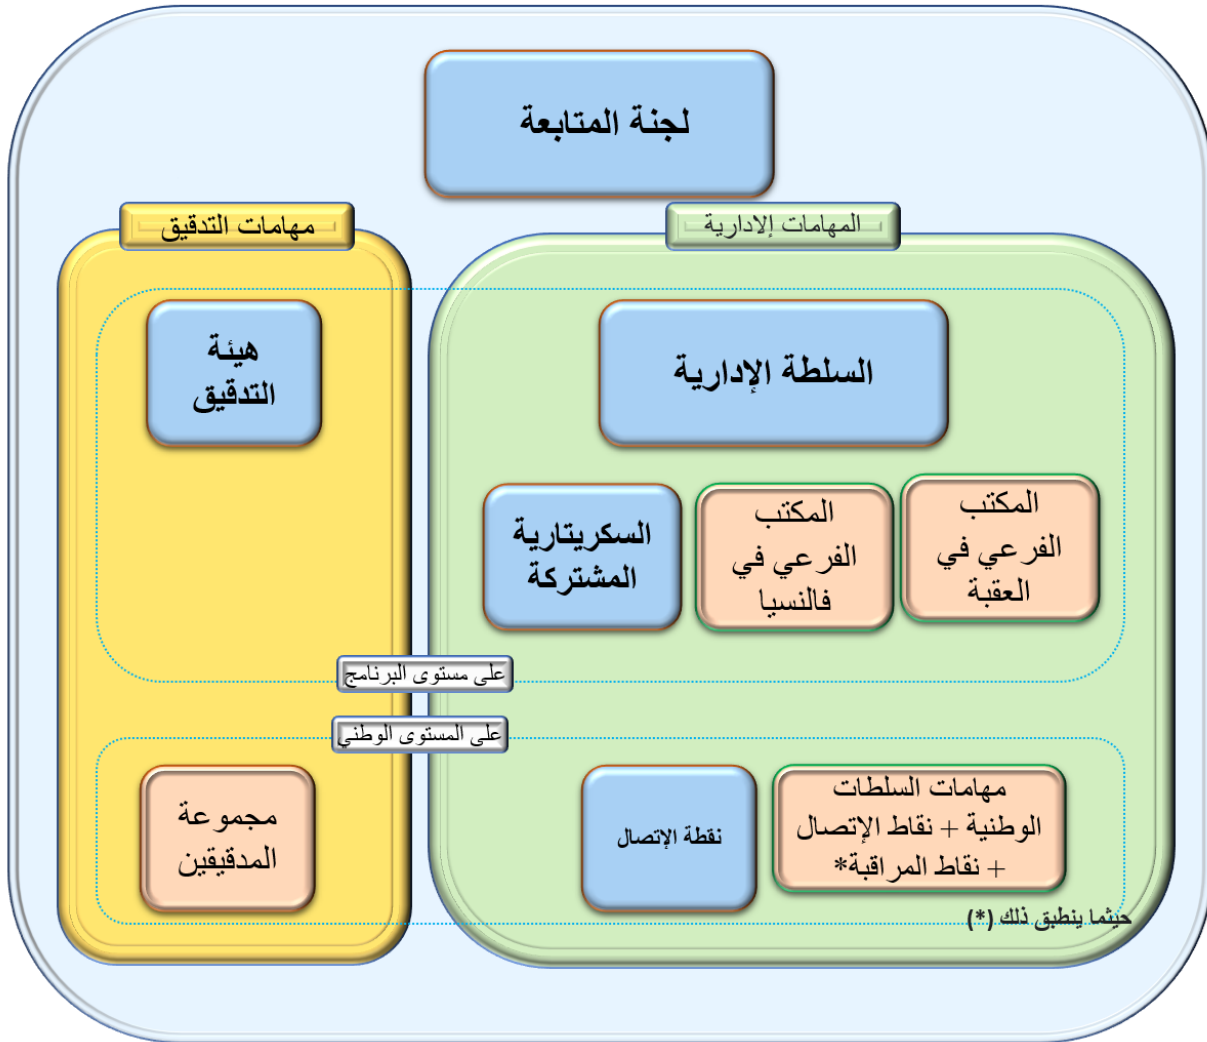 لجنة المتابعة
المهامات الإدارية
مهامات التدقيق
السلطة الإدارية
هيئة
التدقيق
المكتب
الفرعي في
العقبة
المكتب
الفرعي في
فالنسيا
السكريتارية
المشتركة
على مستوى البرنامج
على المستوى الوطني
مهامات السلطات
الوطنية + نقاط الإتصال
+ نقاط المراقبة*
نقطة الإتصال
مجموعة
المدقيقين
حيثما ينطبق ذلك (*)